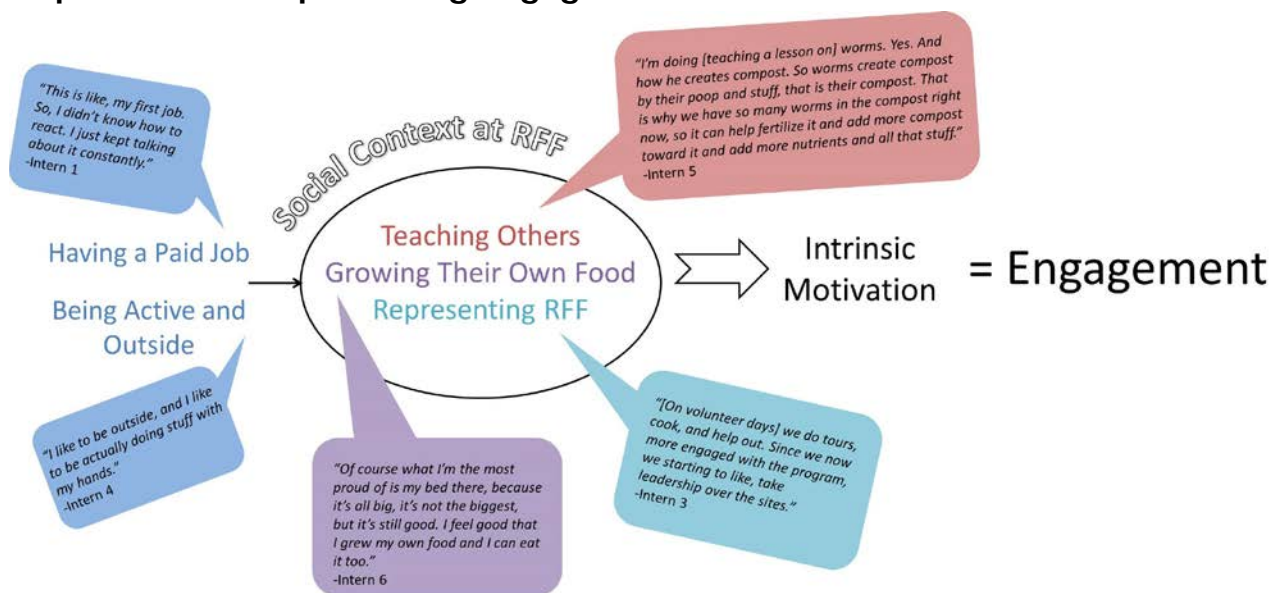 "This is like, my first job.
So, I didn't know how to
react. I just kept talking
about it constantly."
-Intern 1
Social Context at RFF
"I'm doing [teaching a lesson on] worms. Yes. And
how he creates compost. So worms create compost
by their poop and stuff, that is their compost. That
is why we have so many worms in the compost right
now, so it can help fertilize it and add more compost
toward it and add more nutrients and all that stuff."
-Intern 5
Having a Paid Job
Being Active and
Outside
Teaching Others
Growing Their Own Food
Representing RFF
Intrinsic
Motivation
= Engagement
"I like to be outside, and I like
to be actually doing stuff with
my hands."
-Intern 4
"Of course what I'm the most
proud of is my bed there, because
it's all big, it's not the biggest,
but it's still good. I feel good that
I grew my own food and I can eat
it too."
-Intern 6
"[On volunteer days] we do tours,
cook, and help out. Since we now
more engaged with the program,
we starting to like, take
leadership over the sites."
-Intern 3